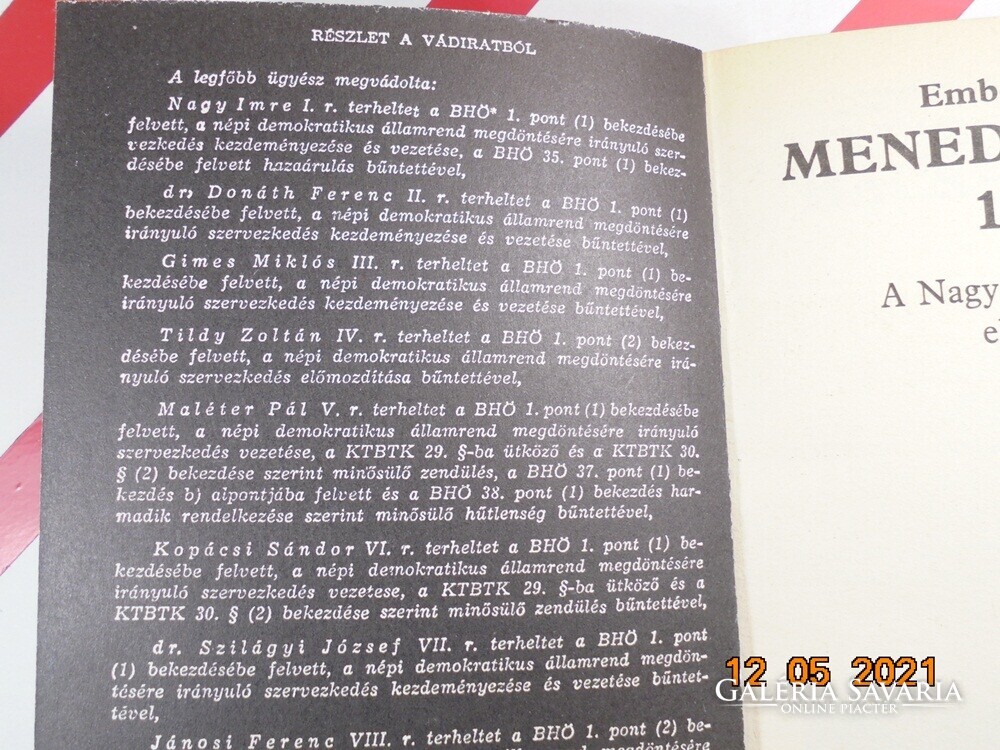 RÉSZLET A VÁDIRATBÓL
A legfőbb ügyész megvádolta:
Nagy Imre I. r. terheltet a BHÖ* 1. pont (1) bekezdésébe
felvett, a népi demokratikus államrend megdöntésére irányuló szer-
vezkedés kezdeményezése és vezetése, a BHÖ 35. pont (1) bekez-
désébe felvett hazaárulás bűntettével,
dr. Donáth Ferenc II. r. terheltet a BHÖ 1. pont (1)
bekezdésébe felvett, a népi demokratikus államrend megdöntésére
irányuló szervezkedés kezdeményezése és vezetése bűntettével,
Gimes Miklós III. r. terheltet a BHÖ 1. pont (1) be-
kezdésébe felvett, a népi demokratikus államrend megdöntésére
irányuló szervezkedés kezdeményezése és vezetése bűntettével,
Tildy Zoltán IV. r. terheltet a BHÖ 1. pont (2) bekez-
désébe felvett, a népi demokratikus államrend megdöntésére irá-
nyuló szervezkedés előmozdítása bűntettével,
Maléter Pál V. r. terheltet a BHÖ 1. pont (1) bekezdésébe
felvett, a népi demokratikus államrend megdöntésére irányuló
szervezkedés vezetése, a KTBTK 29. §-ba ütköző és a KTBTK 30.
§ (2) bekezdése szerint minősülő zendülés, a BHÖ 37. pont (1) be-
kezdés b) alpontjába felvett és a BHÖ 38. pont (1) bekezdés har-
madik rendelkezése szerint minősülő hűtlenség bűntettével,
Kopácsi Sándor VI. r. terheltet a BHÖ 1. pont (1) be-
kezdésébe felvett, a népi demokratikus államrend megdöntésére
irányuló szervezkedés vezetese, a KTBTK 29. §-ba ütköző és a
KTBTK 30. § (2) bekezdése szerint minősülő zendülés bűntettével,
dr. Szilágyi József VII. r. terheltet a BHÖ 1. pont
(1) bekezdésébe felvett, a népi demokratikus államrend megdön-
tésére irányuló szervezkedés kezdeményezése és vezetése bűntet-
tével,
Jánosi Ferenc VIII. r. terheltet a BHÖ 1. pont (2) be-
Emb
MENED
1
A Nagy
el
12 05 2021
GALÉRIA SAVARIA
ONLINE PIACTÉR